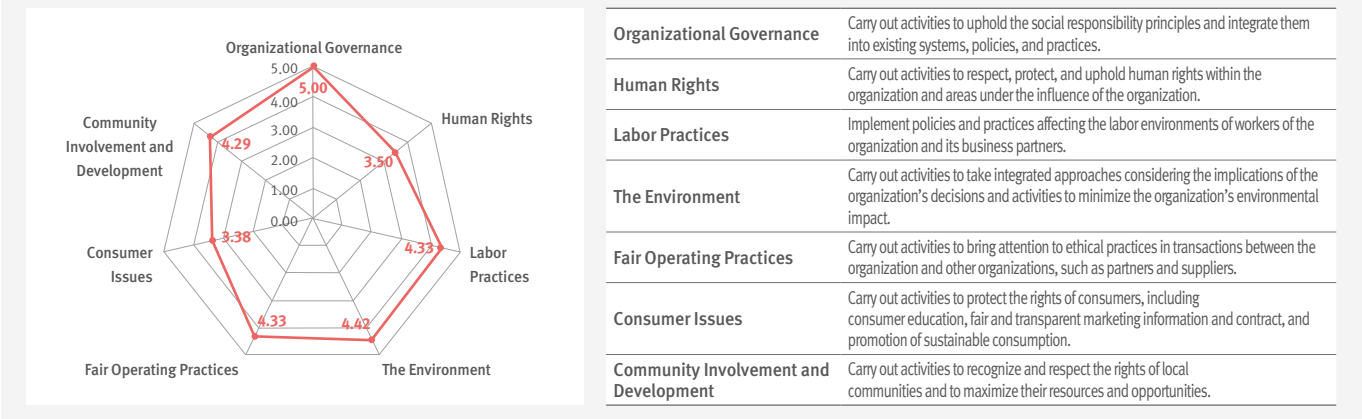 Organizational Governance
5.00
5.00
4.00
3.00
2.00
1.00
0.00
Human Rights
3.50
Labor
Practices
4.33
The Environment
4.42
Fair Operating Practices
4.33
Consumer
Issues
3.38
Community
Involvement and
Development
4.29
Organizational Governance
Carry out activities to uphold the social responsibility principles and integrate them
into existing systems, policies, and practices.
Human Rights
Carry out activities to respect, protect, and uphold human rights within the
organization and areas under the influence of the organization.
Labor Practices
Implement policies and practices affecting the labor environments of workers of the
organization and its business partners.
The Environment
Carry out activities to take integrated approaches considering the implications of the
organization's decisions and activities to minimize the organization's environmental
impact.
Fair Operating Practices
Carry out activities to bring attention to ethical practices in transactions between the
organization and other organizations, such as partners and suppliers.
Consumer Issues
Carry out activities to protect the rights of consumers, including
consumer education, fair and transparent marketing information and contract, and
promotion of sustainable consumption.
Community Involvement and
Development
Carry out activities to recognize and respect the rights of local
communities and to maximize their resources and opportunities.